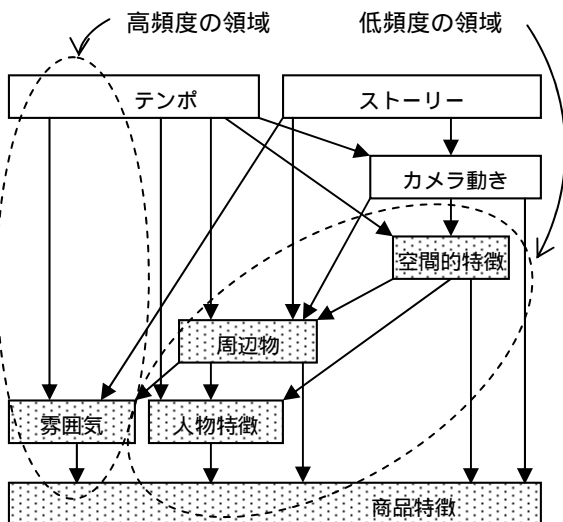 高頻度の領域
低頻度の領域
テンポ
ストーリー
カメラ動き
空間的特徴
周辺物
雰囲気
人物特徴
商品特徴